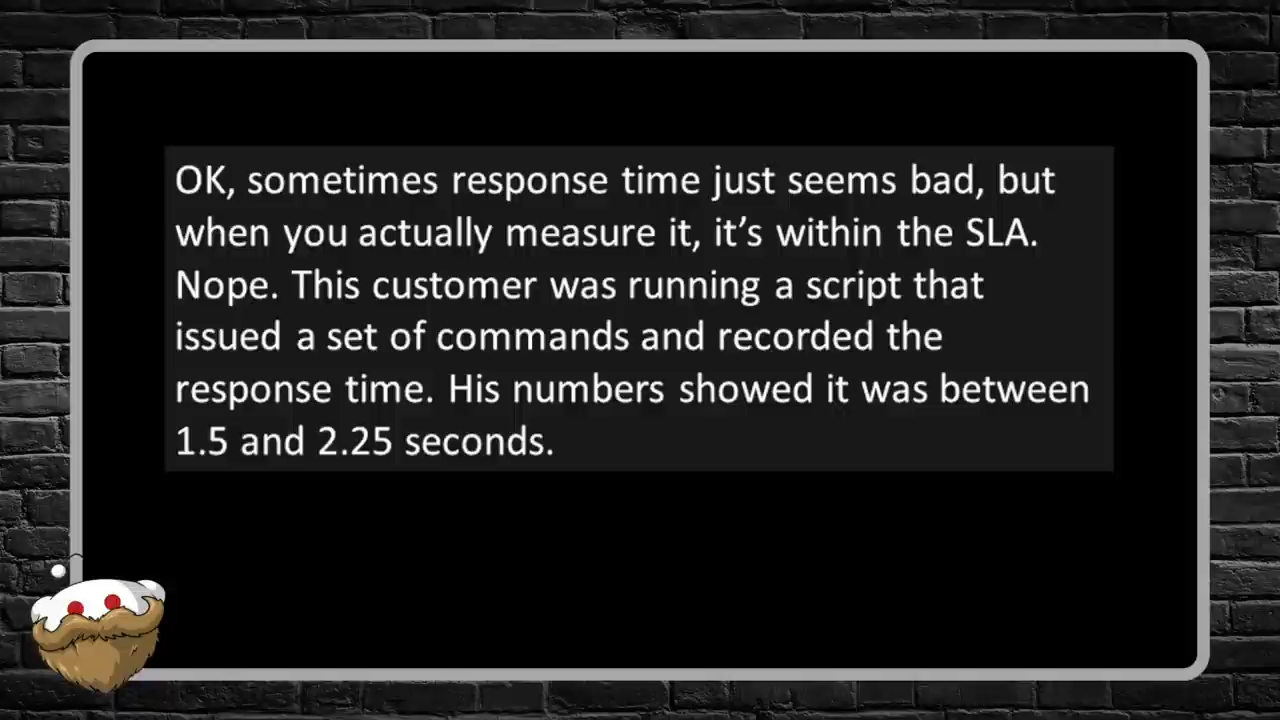 OK, sometimes response time just seems bad, but
when you actually measure it, it’s within the SLA.
Nope. This customer was running a script that
issued a set of commands and recorded the
response time. His numbers showed it was between
1.5 and 2.25 seconds.